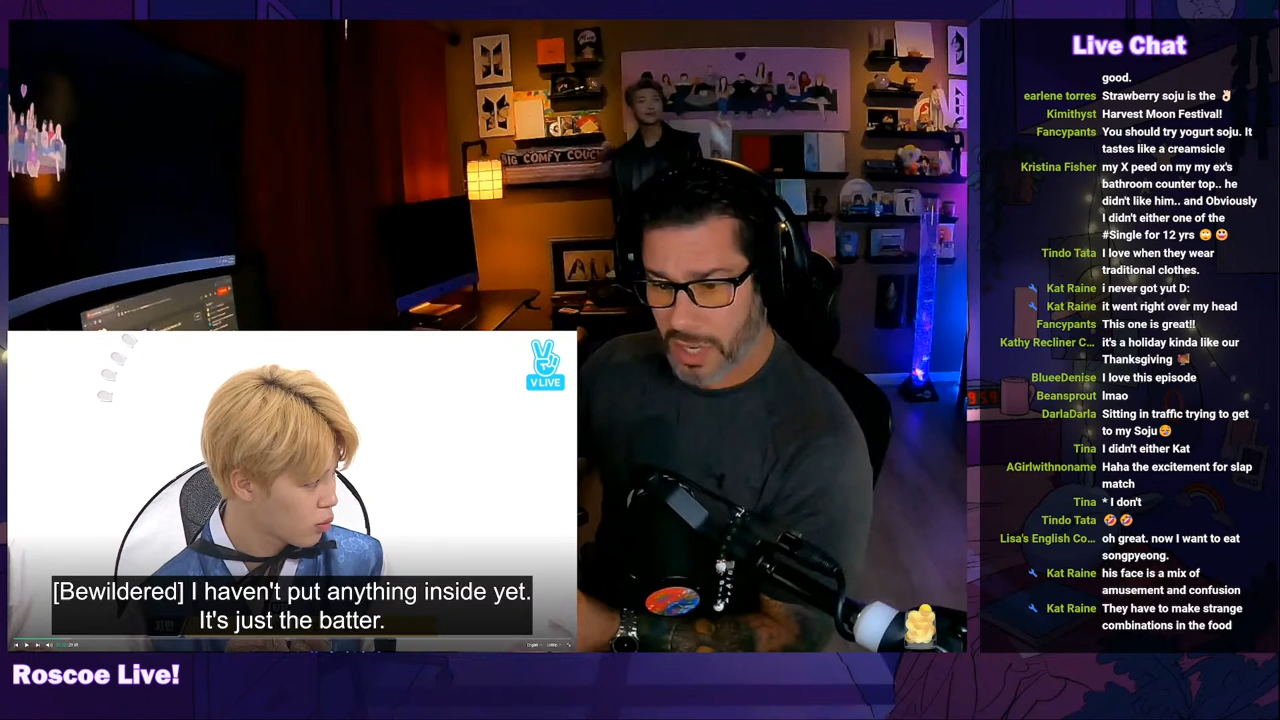 Live Chat
good.
earlene torres Strawberry soju is the 👌🏻
Kimithyst Harvest Moon Festival!
Fancypants You should try yogurt soju. It
tastes like a creamsicle
Kristina Fisher my X peed on my my ex's
bathroom counter top.. he
didn't like him.. and Obviously
I didn't either one of the
#Single for 12 yrs 🙄 😃
Tindo Tata I love when they wear
traditional clothes.
Kat Raine i never got yut D:
Kat Raine it went right over my head
Fancypants This one is great!!
Kathy Recliner C... it's a holiday kinda like our
Thanksgiving 🦃
BlueeDenise I love this episode
Beansprout lmao
DarlaDarla Sitting in traffic trying to get
to my Soju😪
Tina I didn't either Kat
AGirlwithnoname Haha the excitement for slap
match
Tina * I don't
Tindo Tata 🤣 🤣
Lisa's English Co... oh great. now I want to eat
songpyeong.
Kat Raine his face is a mix of
amusement and confusion
Kat Raine They have to make strange
combinations in the food
BIG COMFY COUCH
V LIVE
[Bewildered] I haven't put anything inside yet.
It's just the batter.
Roscoe Live!